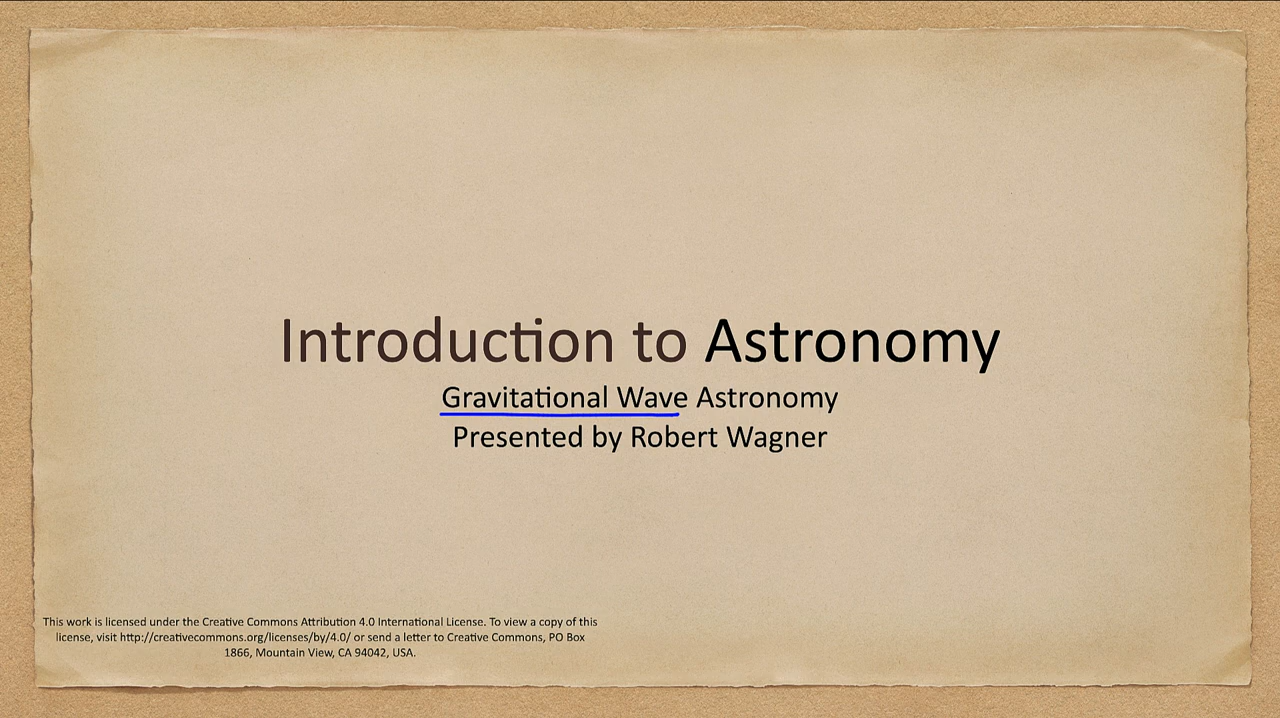 Introduction to Astronomy
Gravitational Wave Astronomy
Presented by Robert Wagner
This work is licensed under the Creative Commons Attribution 4.0 International License. To view a copy of this
license, visit http://creativecommons.org/licenses/by/4.0/ or send a letter to Creative Commons, PO Box
1866, Mountain View, CA 94042, USA.